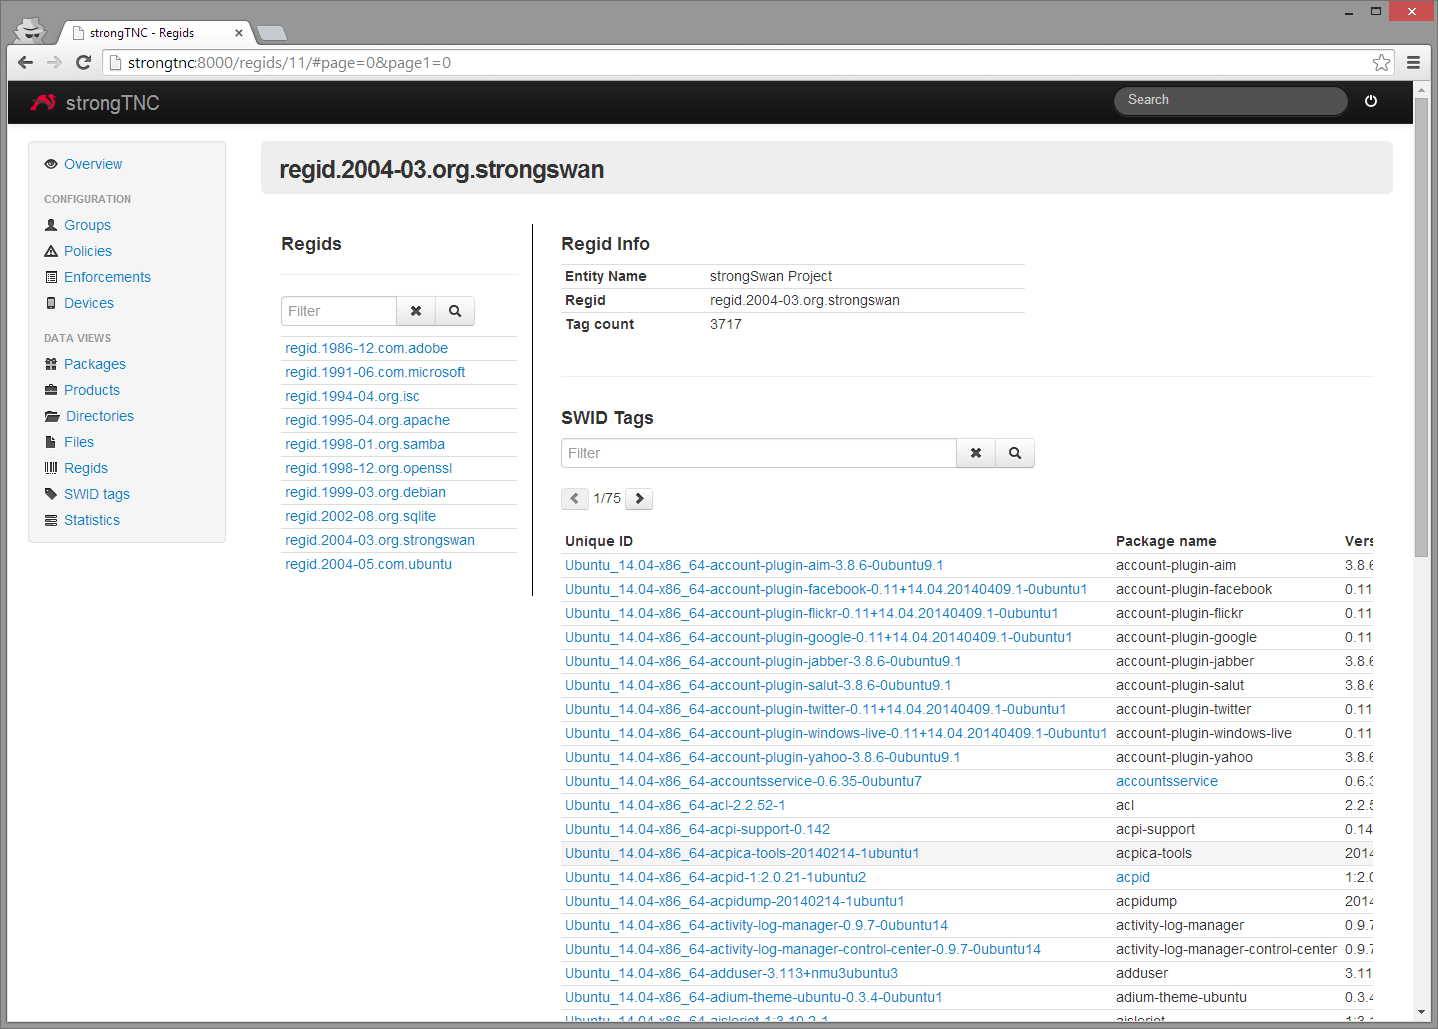 strongTNC - Regids
strongtnc:8000/regids/11/#page=0&page1=0
strongTNC
Search
Overview
CONFIGURATION
Groups
Policies
Enforcements
Devices
DATA VIEWS
Packages
Products
Directories
Files
Regids
SWID tags
Statistics
regid.2004-03.org.strongswan
Regids
Filter
regid.1986-12.com.adobe
regid.1991-06.com.microsoft
regid.1994-04.org.isc
regid.1995-04.org.apache
regid.1998-01.org.samba
regid.1998-12.org.openssl
regid.1999-03.org.debian
regid.2002-08.org.sqlite
regid.2004-03.org.strongswan
regid.2004-05.com.ubuntu
Regid Info
Entity Name strongSwan Project
Regid regid.2004-03.org.strongswan
Tag count 3717
SWID Tags
Filter
1/75
Unique ID Package name Vers
Ubuntu_14.04-x86_64-account-plugin-aim-3.8.6-0ubuntu9.1 account-plugin-aim 3.8.6
Ubuntu_14.04-x86_64-account-plugin-facebook-0.11+14.04.20140409.1-0ubuntu1 account-plugin-facebook 0.11
Ubuntu_14.04-x86_64-account-plugin-flickr-0.11+14.04.20140409.1-0ubuntu1 account-plugin-flickr 0.11
Ubuntu_14.04-x86_64-account-plugin-google-0.11+14.04.20140409.1-0ubuntu1 account-plugin-google 0.11
Ubuntu_14.04-x86_64-account-plugin-jabber-3.8.6-0ubuntu9.1 account-plugin-jabber 3.8.6
Ubuntu_14.04-x86_64-account-plugin-salut-3.8.6-0ubuntu9.1 account-plugin-salut 3.8.6
Ubuntu_14.04-x86_64-account-plugin-twitter-0.11+14.04.20140409.1-0ubuntu1 account-plugin-twitter 0.11
Ubuntu_14.04-x86_64-account-plugin-windows-live-0.11+14.04.20140409.1-0ubuntu1 account-plugin-windows-live 0.11
Ubuntu_14.04-x86_64-account-plugin-yahoo-3.8.6-0ubuntu9.1 account-plugin-yahoo 3.8.6
Ubuntu_14.04-x86_64-accountsservice-0.6.35-0ubuntu7 accountsservice 0.6.3
Ubuntu_14.04-x86_64-acl-2.2.52-1 acl 2.2.5
Ubuntu_14.04-x86_64-acpi-support-0.142 acpi-support 0.14
Ubuntu_14.04-x86_64-acpica-tools-20140214-1ubuntu1 acpica-tools 2014
Ubuntu_14.04-x86_64-acpid-1:2.0.21-1ubuntu2 acpid 1:2.0
Ubuntu_14.04-x86_64-acpidump-20140214-1ubuntu1 acpidump 2014
Ubuntu_14.04-x86_64-activity-log-manager-0.9.7-0ubuntu14 activity-log-manager 0.9.7
Ubuntu_14.04-x86_64-activity-log-manager-control-center-0.9.7-0ubuntu14 activity-log-manager-control-center 0.9.7
Ubuntu_14.04-x86_64-adduser-3.113+nmu3ubuntu3 adduser 3.11
Ubuntu_14.04-x86_64-adium-theme-ubuntu-0.3.4-0ubuntu1 adium-theme-ubuntu 0.3.4